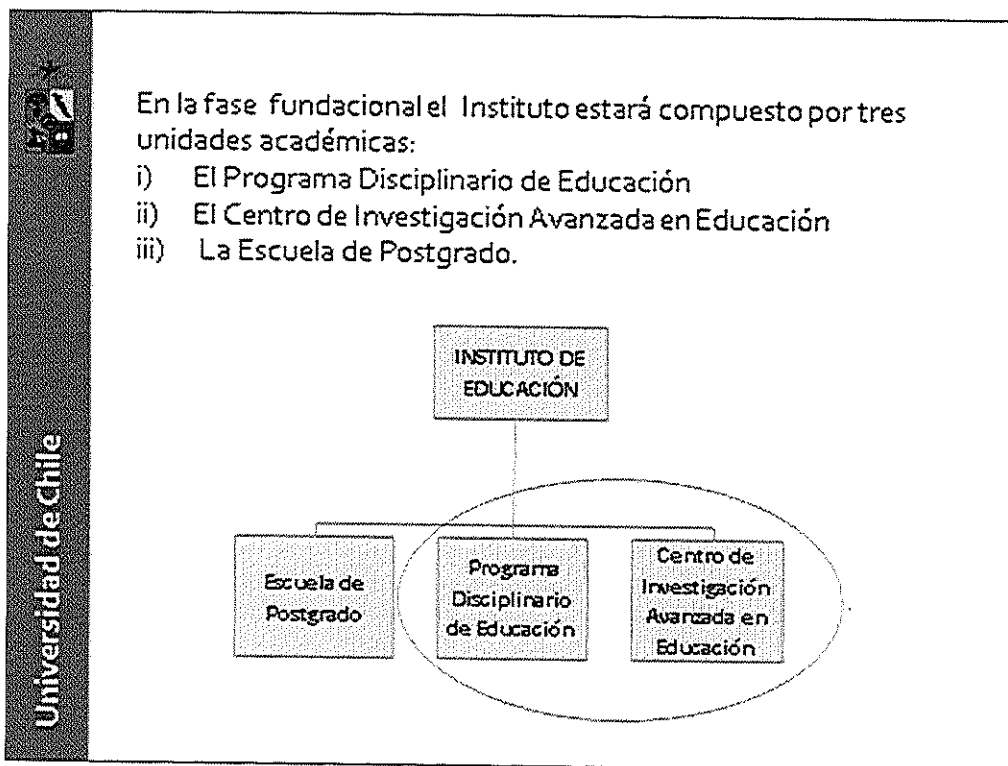 En la fase fundacional el Instituto estará compuesto por tres
unidades académicas:
i) El Programa Disciplinario de Educación
ii) El Centro de Investigación Avanzada en Educación
iii) La Escuela de Postgrado.
INSTITUTO DE
EDUCACIÓN
Escuela de
Postgrado
Programa
Disciplinario
de Educación
Centro de
Investigación
Avanzada en
Educación
Universidad de Chile